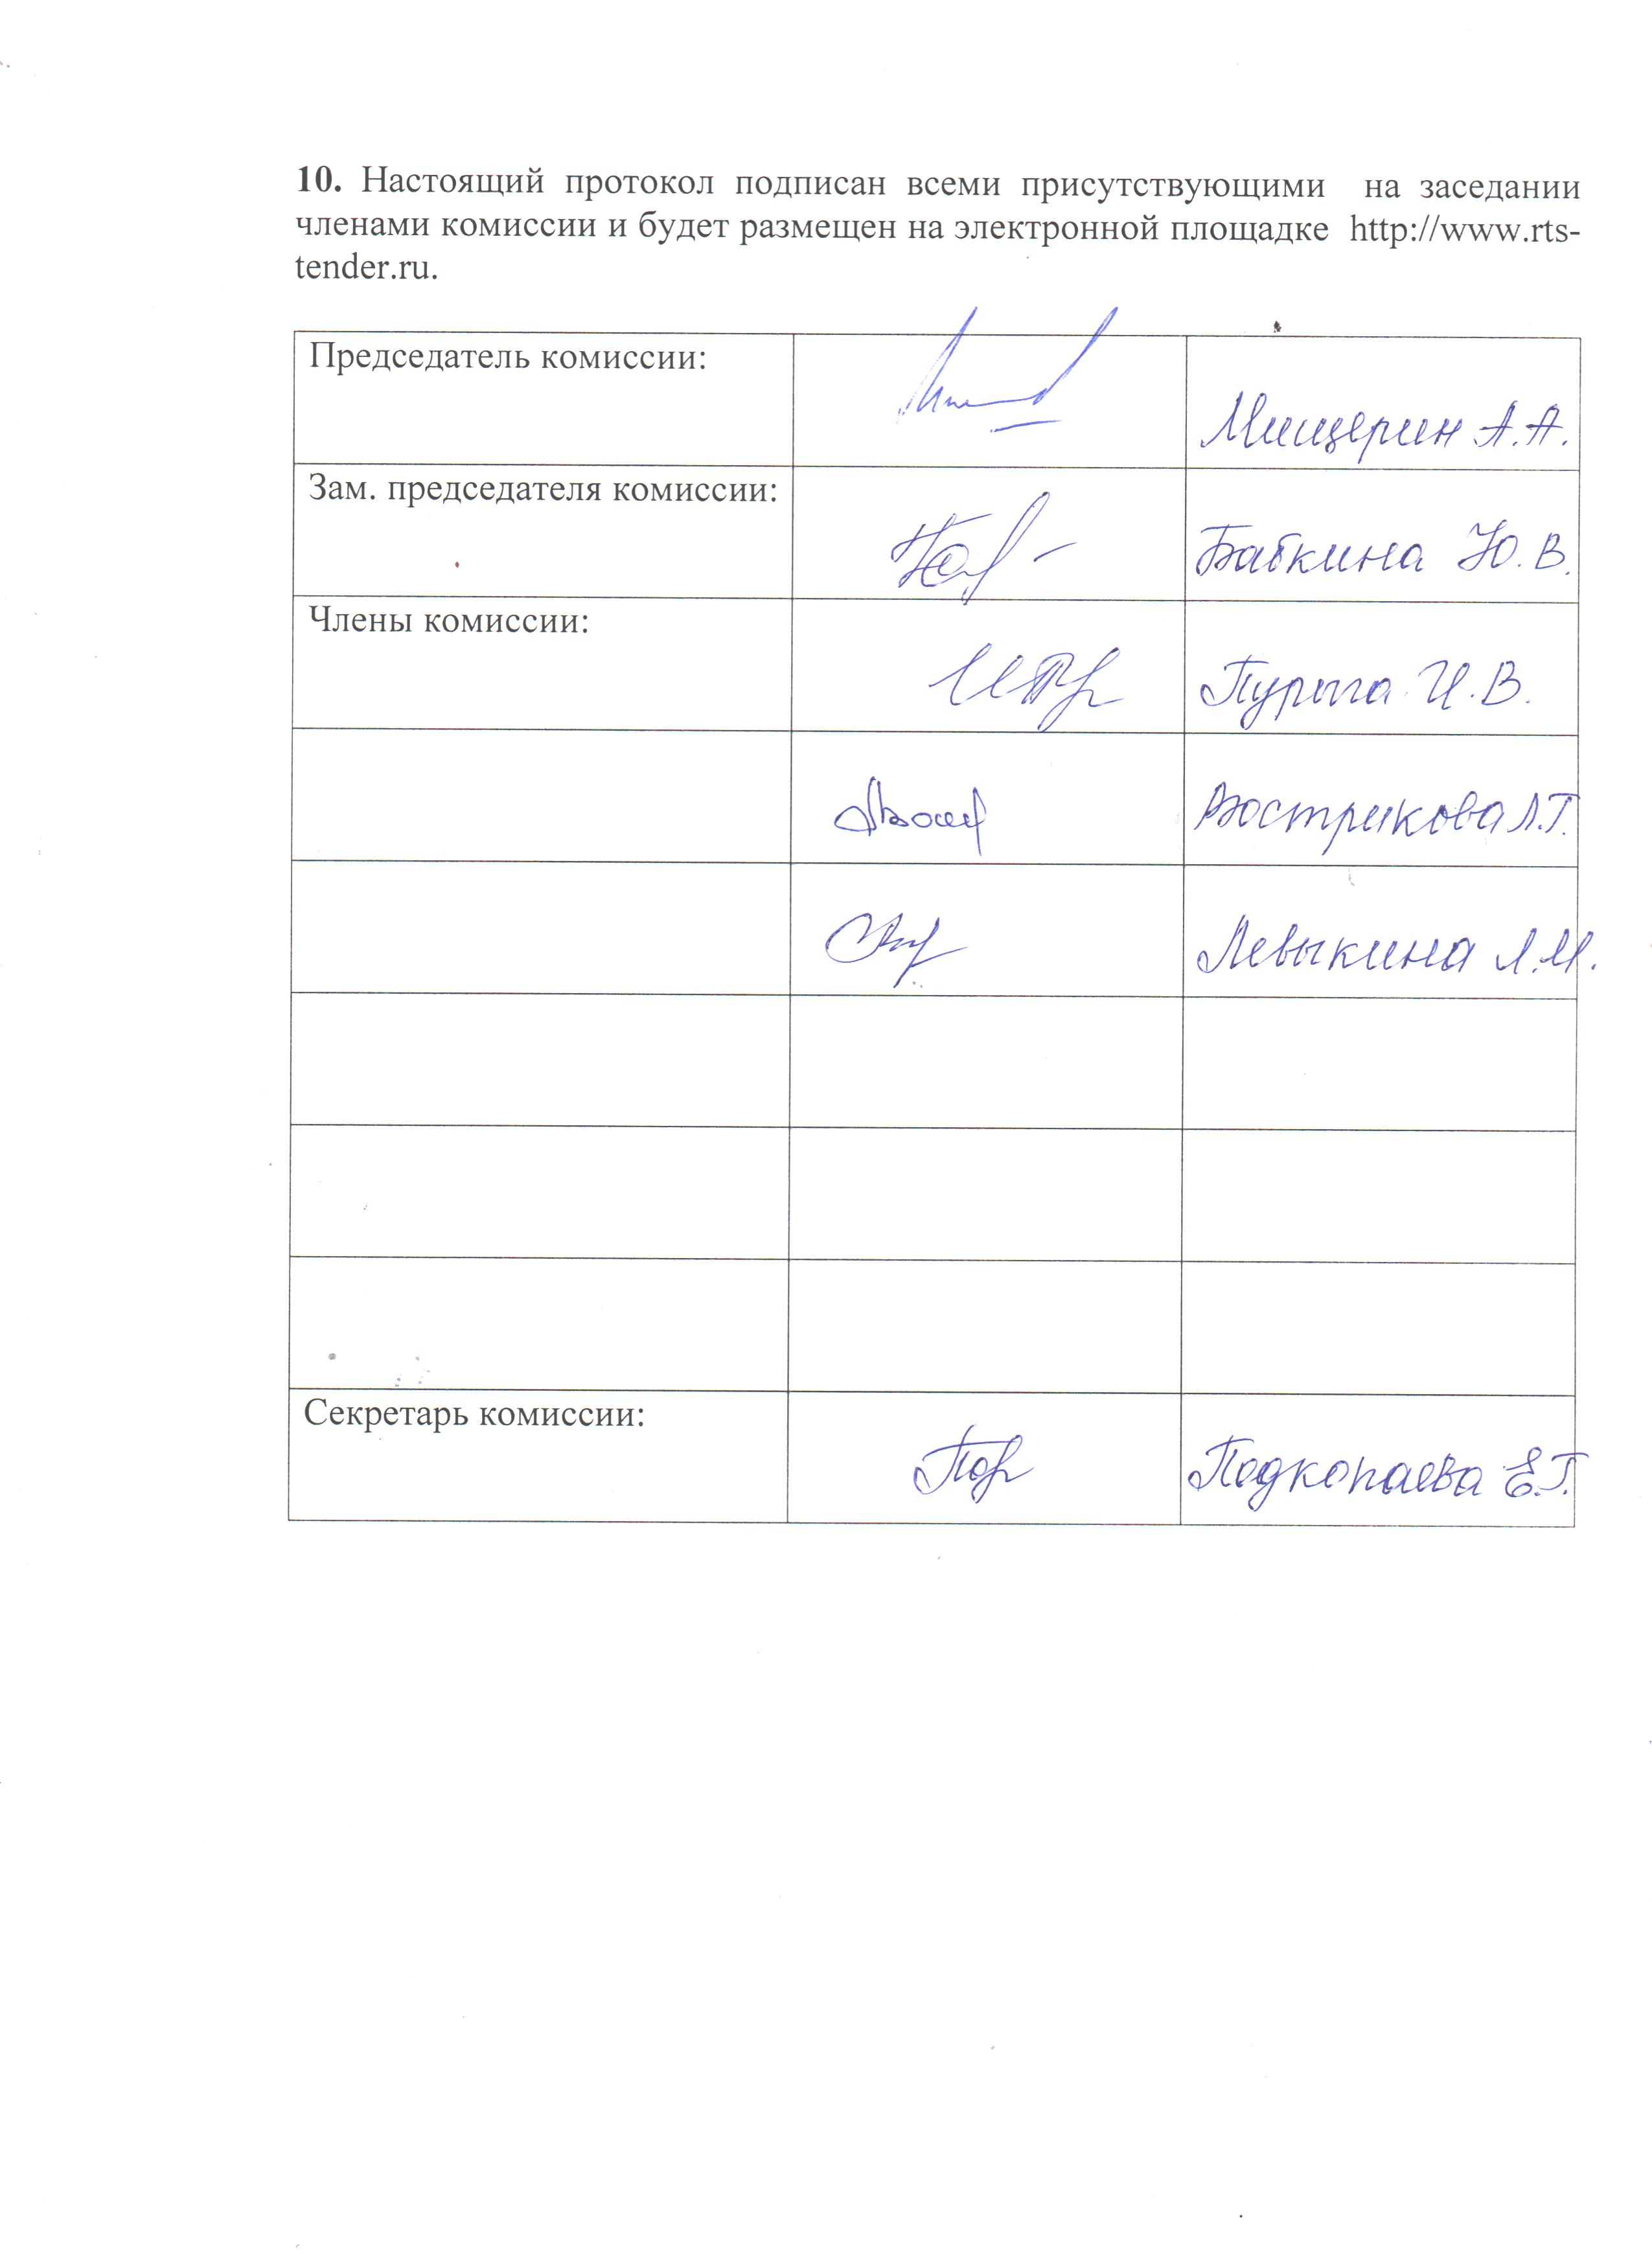 10. Настоящий протокол подписан всеми присутствующими на заседании
членами комиссии и будет размещен на электронной площадке http://www.rts-
tender.ru.
Председатель комиссии:
Мищерин А.А.
Зам. председателя комиссии:
Бабкина Ю.В.
Члены комиссии:
Пурыга И.В.
Вострикова Л.Г.
Левыкина Л.М.
Секретарь комиссии:
Подкопаева Е.Г.